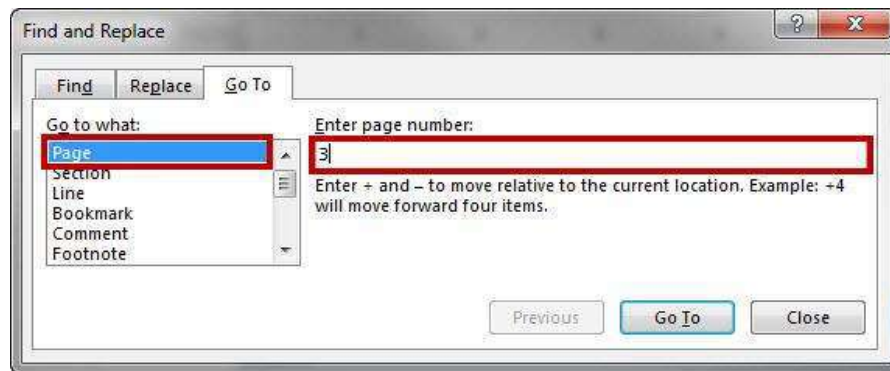 Find and Replace
Find Replace Go To
Go to what:
Page
Section
Line
Bookmark
Comment
Footnote
Enter page number:
3
Enter + and – to move relative to the current location. Example: +4
will move forward four items.
Previous Go To Close